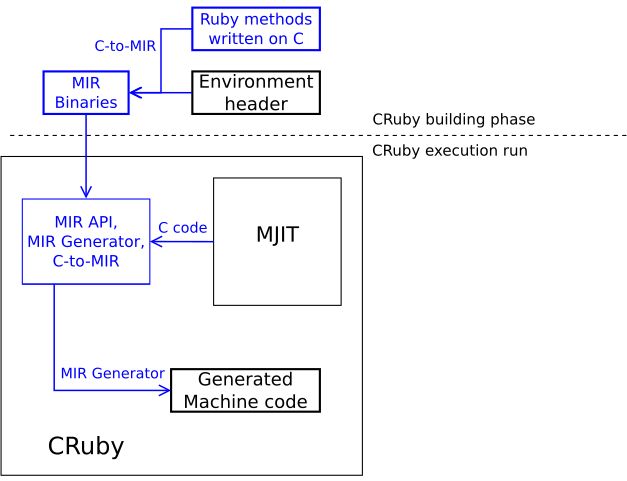 Ruby methods
written on C
C-to-MIR
MIR
Binaries
Environment
header
CRuby building phase
CRuby execution run
MIR API,
MIR Generator,
C-to-MIR
C code
MJIT
MIR Generator
Generated
Machine code
CRuby